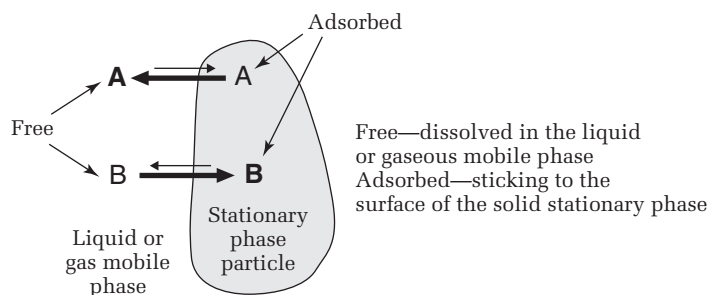 Adsorbed
A A
Free
B B
Free—dissolved in the liquid
or gaseous mobile phase
Adsorbed—sticking to the
surface of the solid stationary phase
Stationary
phase
particle
Liquid or
gas mobile
phase